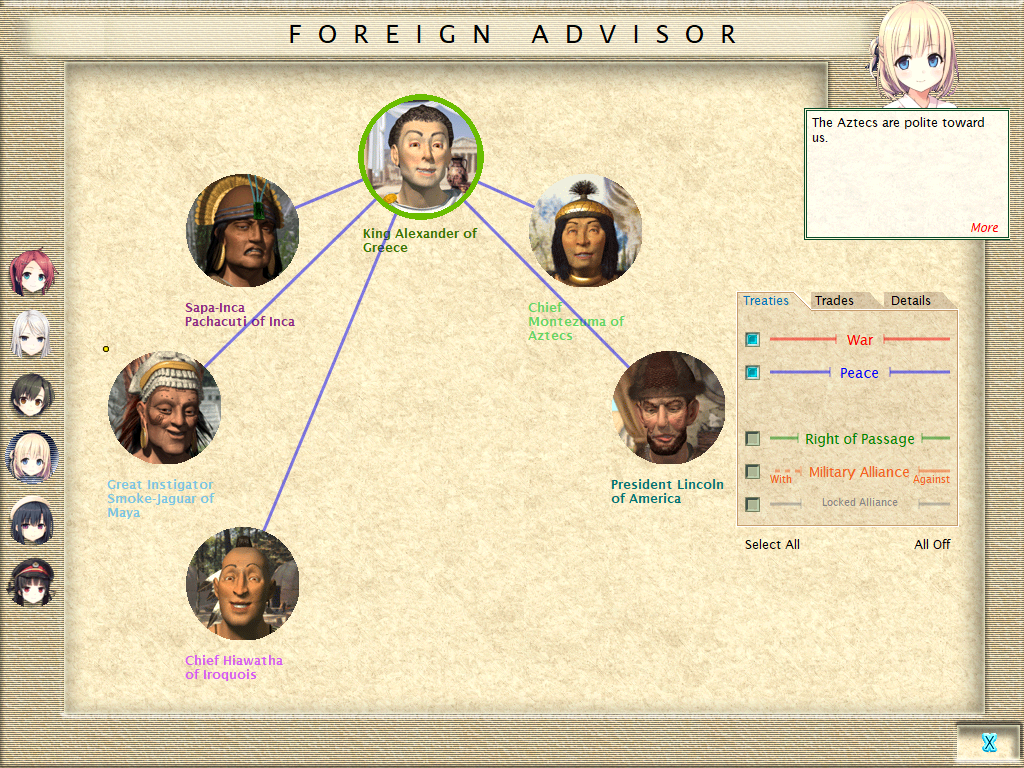 FOREIGN ADVISOR
The Aztecs are polite toward
us.
More
King Alexander of
Greece
Sapa-Inca
Pachacuti of Inca
Chief
Montezuma of
Aztecs
Great Instigator
Smoke-Jaguar of
Maya
President Lincoln
of America
Chief Hiawatha
of Iroquois
Treaties
Trades
Details
War
Peace
Right of Passage
With
Military Alliance
Against
Locked Alliance
Select All
All Off
X